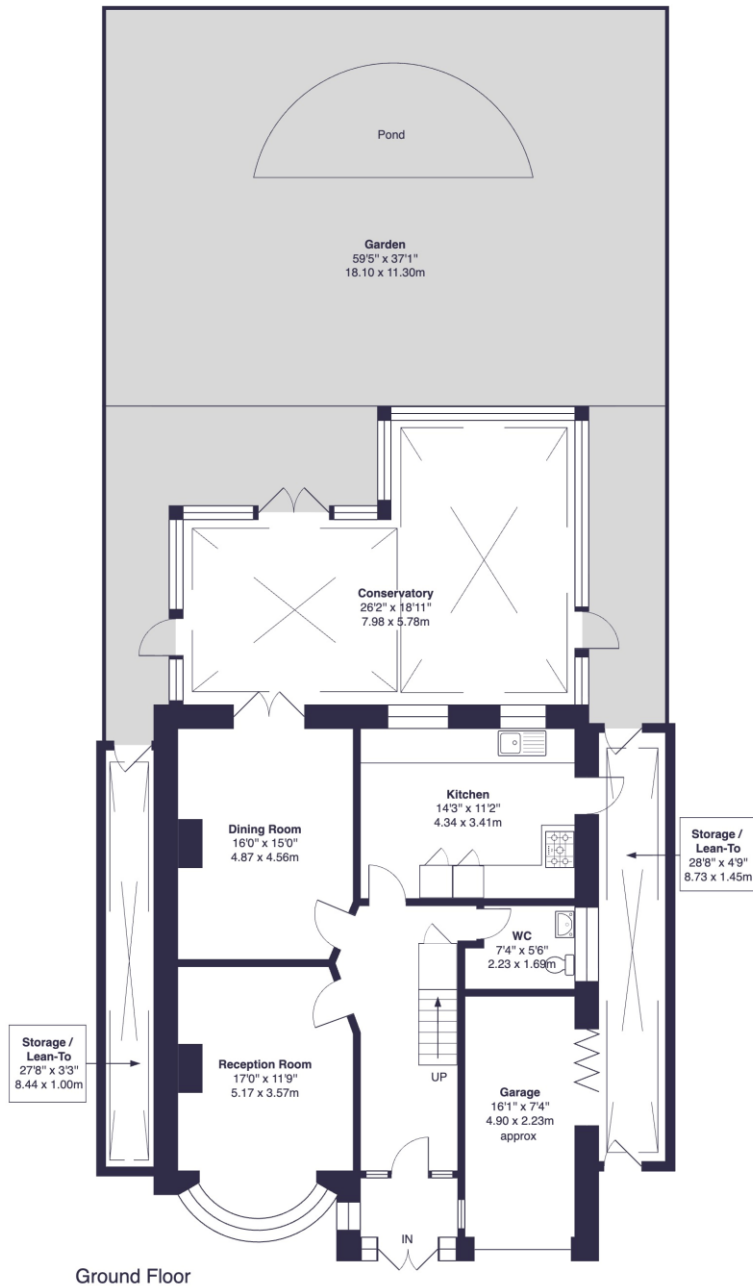 Pond
Garden
59'5" x 37'1"
18.10 x 11.30m
Conservatory
26'2" x 18'11"
7.98 x 5.78m
Kitchen
14'3" x 11'2"
4.34 x 3.41m
Dining Room
16'0" x 15'0"
4.87 x 4.56m
Storage /
Lean-To
28'8" x 4'9"
8.73 x 1.45m
WC
7'4" x 5'6"
2.23 x 1.69m
Storage /
Lean-To
27'8" x 3'3"
8.44 x 1.00m
Reception Room
17'0" x 11'9"
5.17 x 3.57m
UP
Garage
16'1" x 7'4"
4.90 x 2.23m
approx
IN
Ground Floor